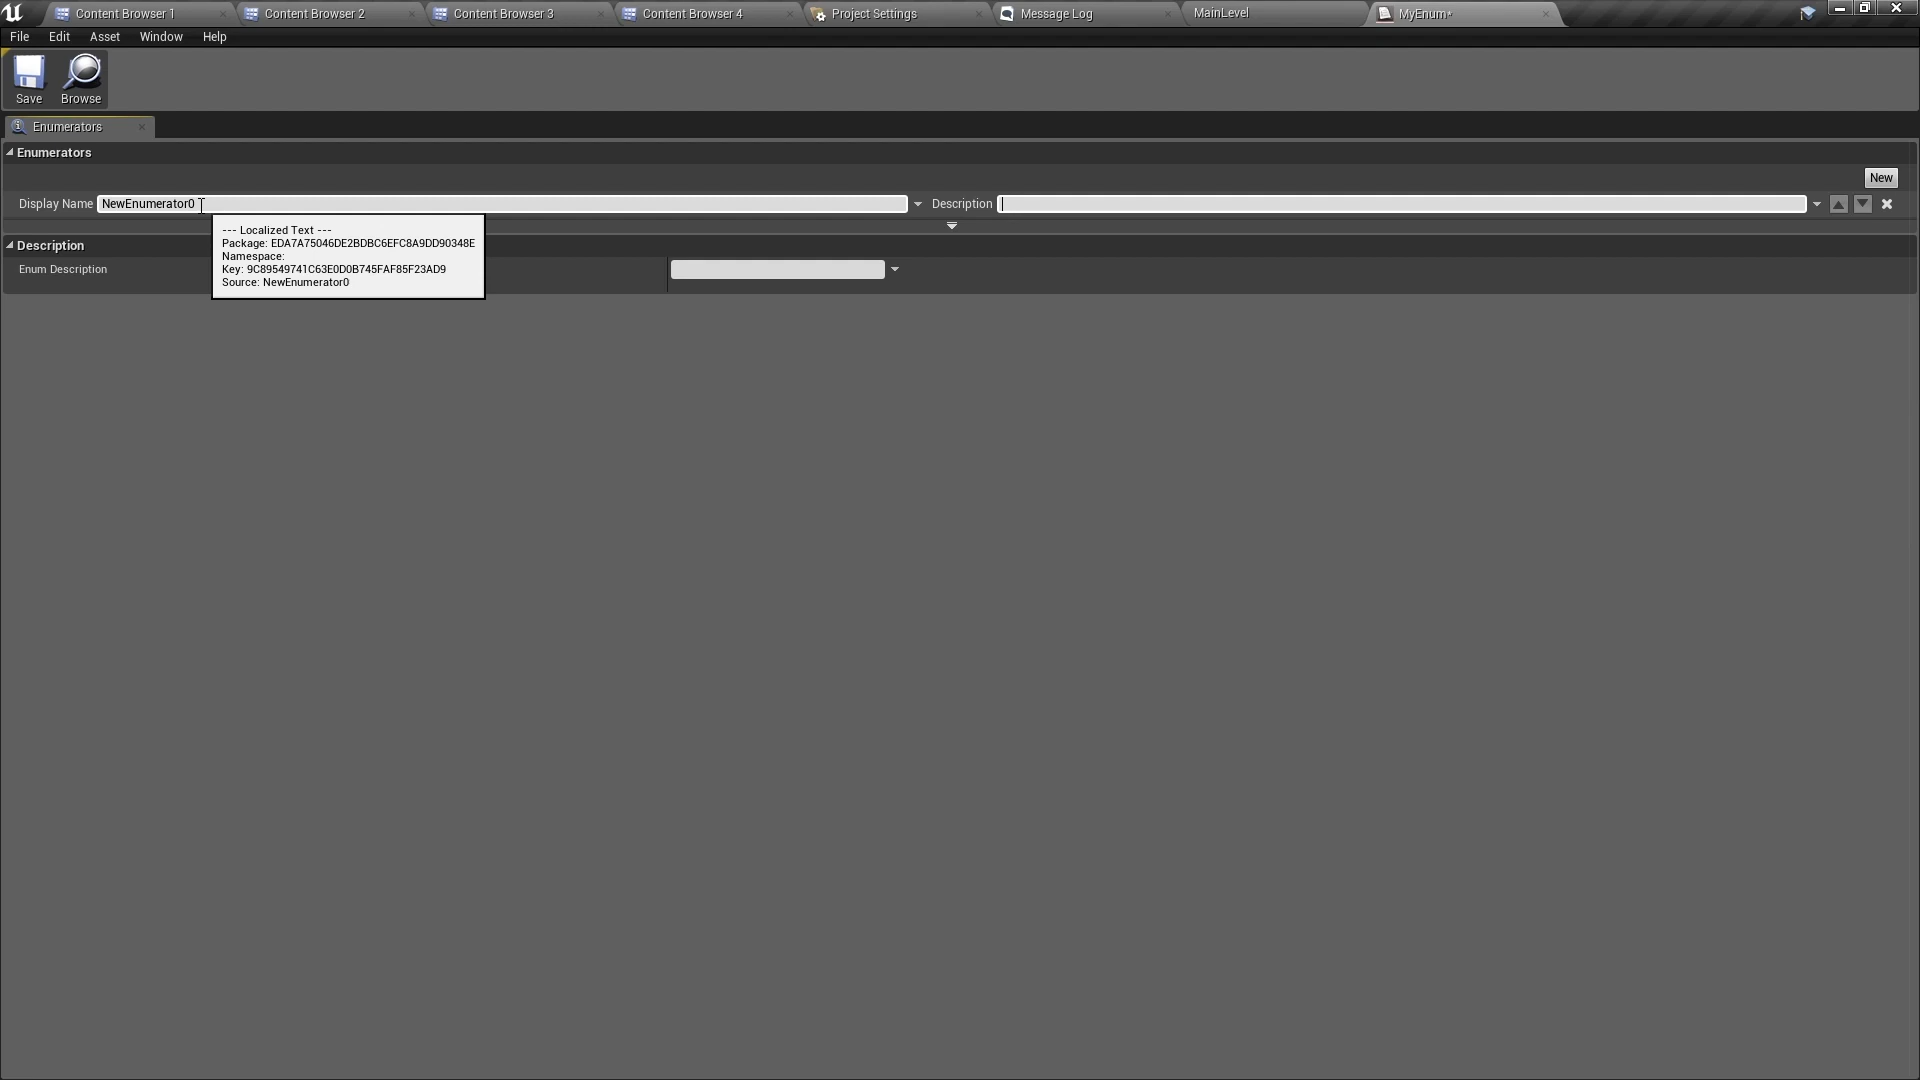 Content Browser 1
Content Browser 2
Content Browser 3
Content Browser 4
Project Settings
Message Log
MainLevel
MyEnum*
File Edit Asset Window Help
Save Browse
Enumerators
Enumerators
New
Display Name NewEnumerator0 Description
--- Localized Text ---
Package: EDA7A75046DE2BDBC6EFC8A9DD90348E
Namespace:
Key: 9C89549741C63E0D0B745FAF85F23AD9
Source: NewEnumerator0
Description
Enum Description